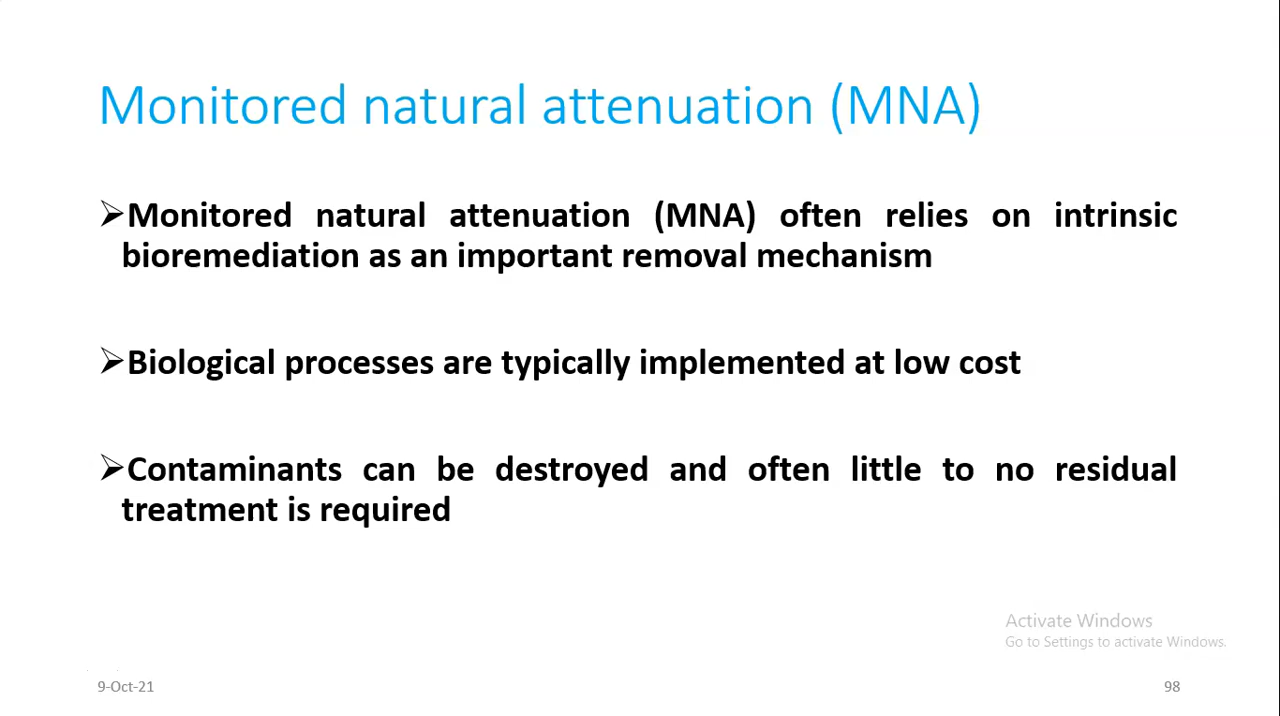 Monitored natural attenuation (MNA)
➢Monitored natural attenuation (MNA) often relies on intrinsic
bioremediation as an important removal mechanism
➢Biological processes are typically implemented at low cost
➢Contaminants can be destroyed and often little to no residual
treatment is required
Activate Windows
Go to Settings to activate Windows.
9-Oct-21
98